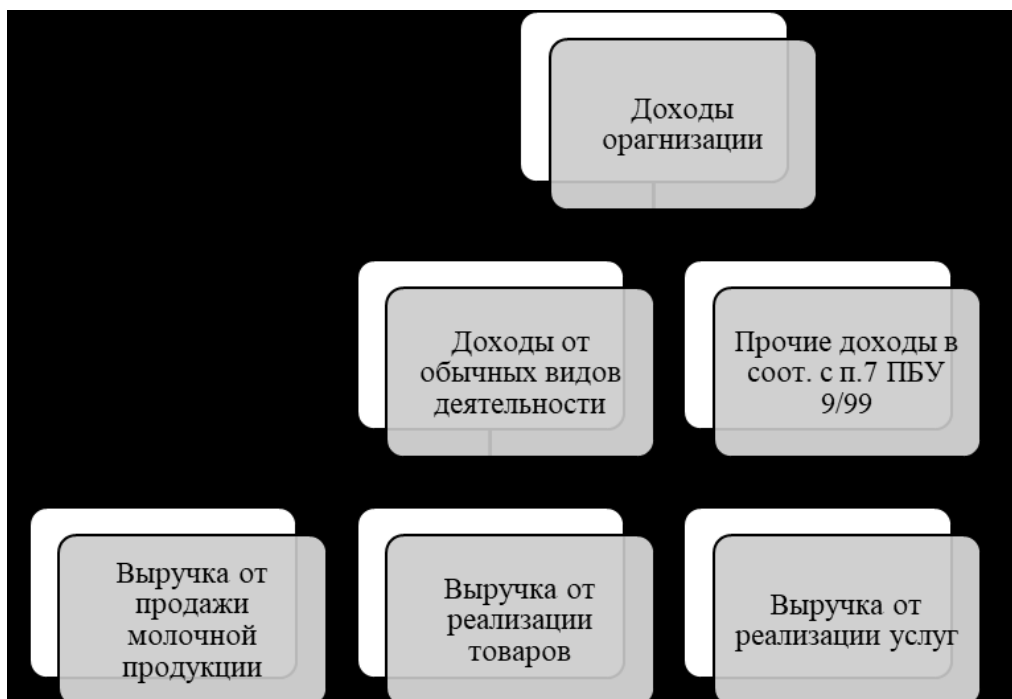 Доходы
орагнизации
Доходы от
обычных видов
деятельности
Прочие доходы в
соот. с п.7 ПБУ
9/99
Выручка от
продажи
молочной
продукции
Выручка от
реализации
товаров
Выручка от
реализации услуг